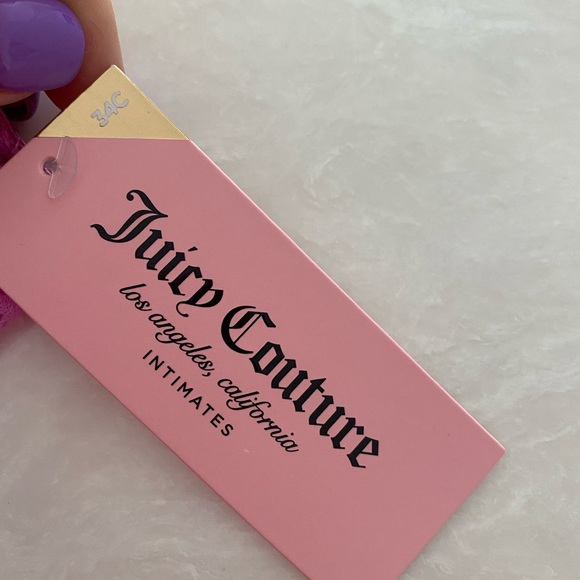 34C
Juicy Couture
los angeles, california
INTIMATES